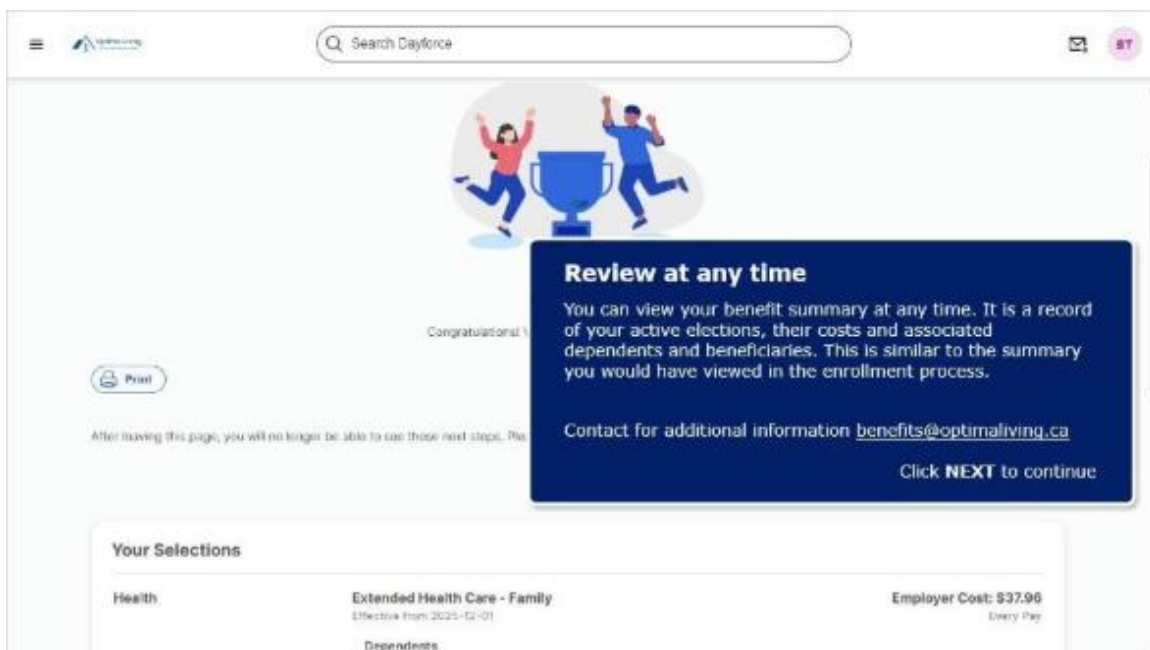 Search Dayforce
BT
Review at any time
You can view your benefit summary at any time. It is a record
of your active elections, their costs and associated
dependents and beneficiaries. This is similar to the summary
you would have viewed in the enrollment process.
Congratulations!
Print
After leaving this page, you will no longer be able to see these next steps.
Contact for additional information benefits@optimaliving.ca
Click NEXT to continue
Your Selections
Health
Extended Health Care - Family
Employer Cost: $37.96
Effective from 2025-12-01
Every Pay
Dependents